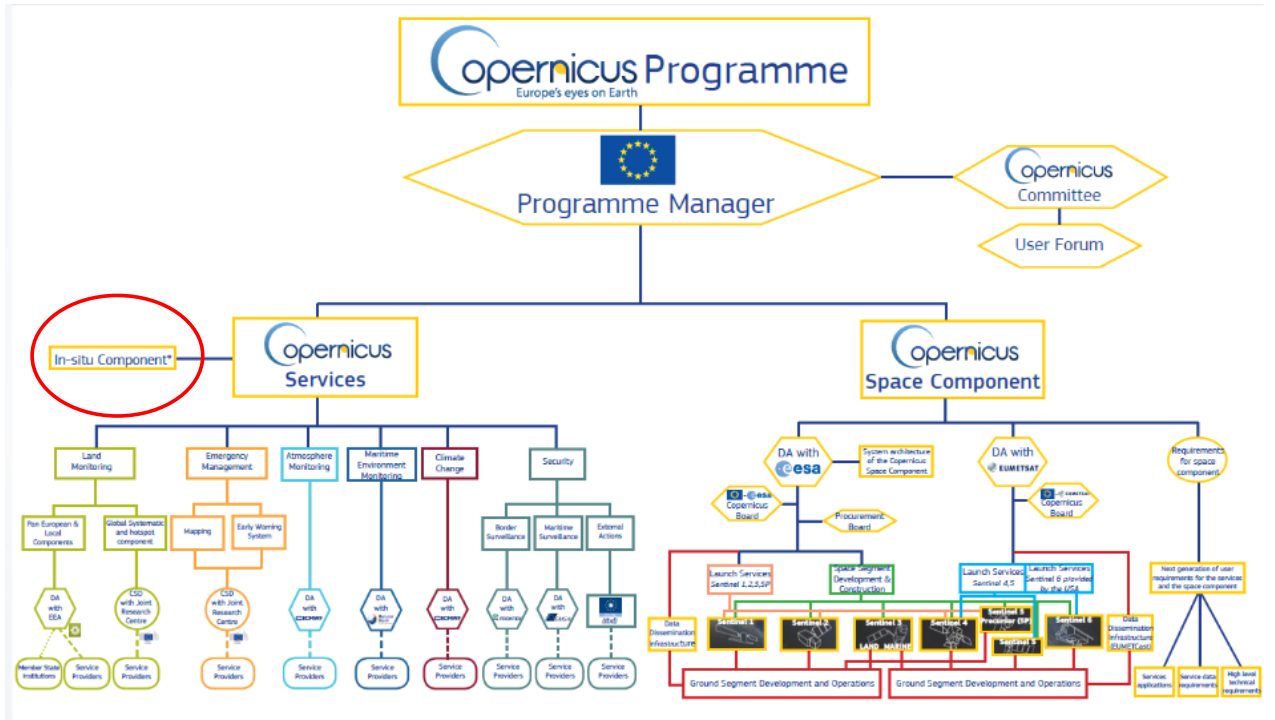 Copernicus Programme
Europe's eyes on Earth
Programme Manager
Copernicus
Committee
User Forum
In-situ Component*
Copernicus
Services
Copernicus
Space Component
Land
Monitoring
Emergency
Management
Atmosphere
Monitoring
Maritime
Environment
Monitoring
Climate
Change
Security
Pan European &
Local
Components
Global Systematic
and hotspot
component
Mapping
Early Warning
System
Border
Surveillance
Maritime
Surveillance
External
Actions
DA
with
EEA
CSD
with Joint
Research
Centre
CSD
with Joint
Research
Centre
DA
with
ECMWF
DA
with
DA
with
ECMWF
DA
with
FRONTEX
DA
with
EMSA
Member State
Institutions
Service
Providers
Service
Providers
Service
Providers
Service
Providers
Service
Providers
Service
Providers
Service
Providers
Service
Providers
Service
Providers
DA with
esa
System architecture
of the Copernicus
Space Component
DA with
EUMETSAT
Requirements
for space
component
esa
Copernicus
Board
Procurement
Board
EUMETSAT
Copernicus
Board
Launch Services
Sentinel 1,2,3,5P
Space Segment
Development &
Construction
Launch Services
Sentinel 4,5
Launch Services
Sentinel 6 provided
by the USA
Next generation of user
requirements for the services
and the space component
Data
Dissemination
Infrastructure
Sentinel 1
Sentinel 2
Sentinel 3
LAND MARINE
Sentinel 4
Sentinel 5
Precursor (5P)
Sentinel 5
Sentinel 6
Data
Dissemination
Infrastructure
(EUMETCast)
Ground Segment Development and Operations
Ground Segment Development and Operations
Services
applications
Service data
requirements
High level
technical
requirements